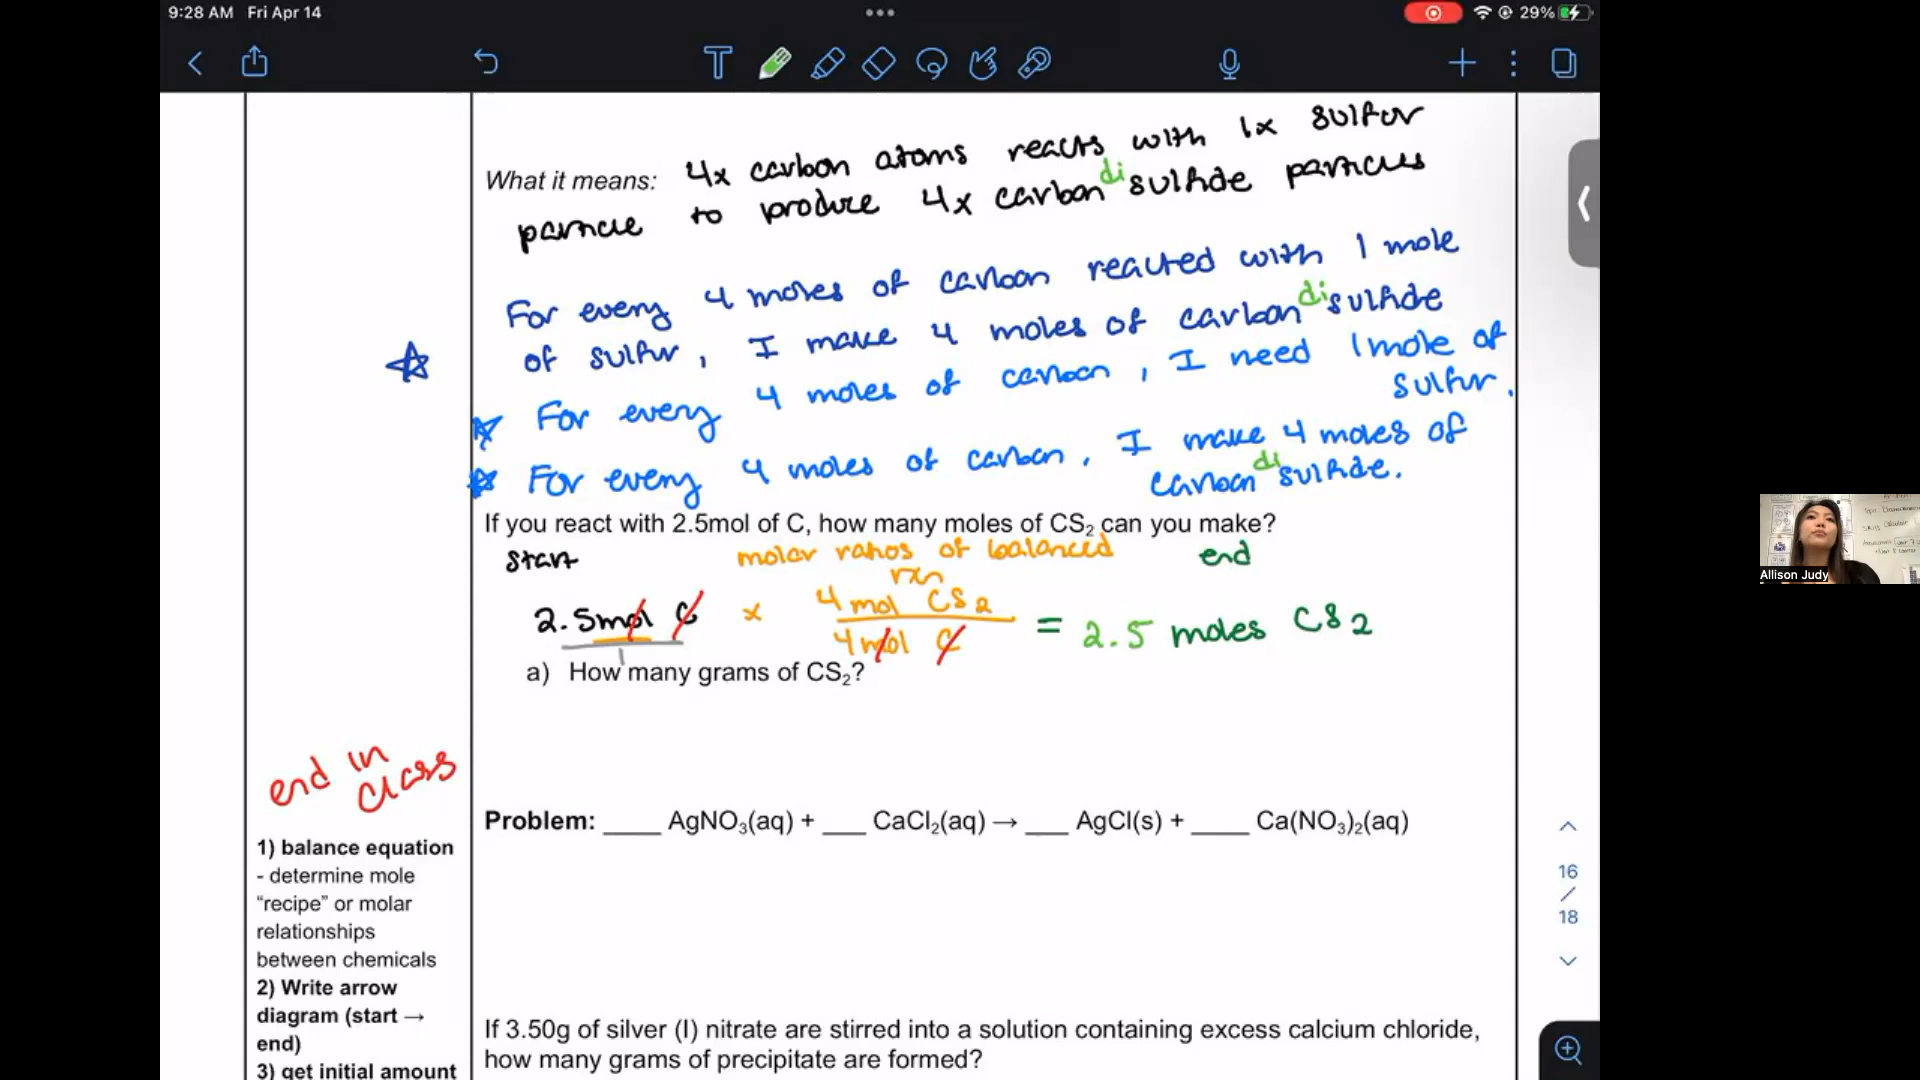 9:28 AM Fri Apr 14
29%
What it means: 4x carbon atoms reacts with 1x sulfur
particle to produce 4x carbon di sulfide particles
For every 4 moles of carbon reacted with 1 mole
of sulfur, I make 4 moles of carbon di sulfide
For every 4 moles of carbon, I need 1 mole of
sulfur.
For every 4 moles of carbon, I make 4 moles of
carbon di sulfide.
If you react with 2.5mol of C, how many moles of CS₂ can you make?
start molar ratios of balanced rxn end
2.5mol C x 4 mol CS₂ / 4 mol C = 2.5 moles CS₂
a) How many grams of CS₂?
end in
class
Problem: ____ AgNO₃(aq) + ___ CaCl₂(aq) → ___ AgCl(s) + ____ Ca(NO₃)₂(aq)
1) balance equation
- determine mole
“recipe” or molar
relationships
between chemicals
2) Write arrow
diagram (start →
end)
3) get initial amount
If 3.50g of silver (I) nitrate are stirred into a solution containing excess calcium chloride,
how many grams of precipitate are formed?
16
/
18
Allison Judy